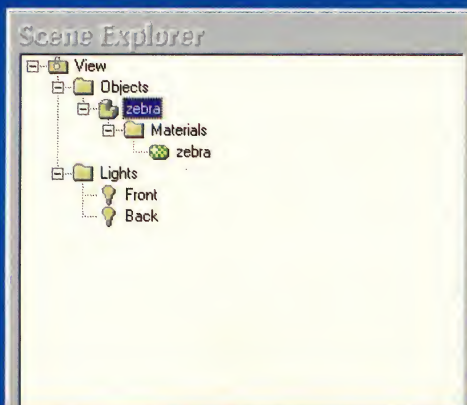 Scene Explorer
View
Objects
zebra
Materials
zebra
Lights
Front
Back